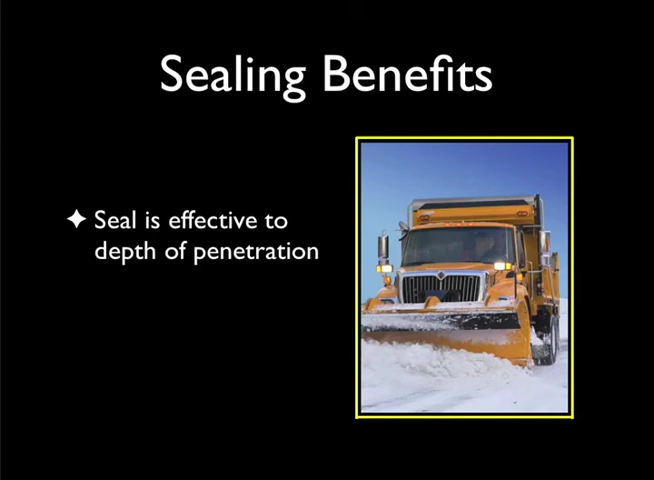 Sealing Benefits
✦ Seal is effective to
depth of penetration